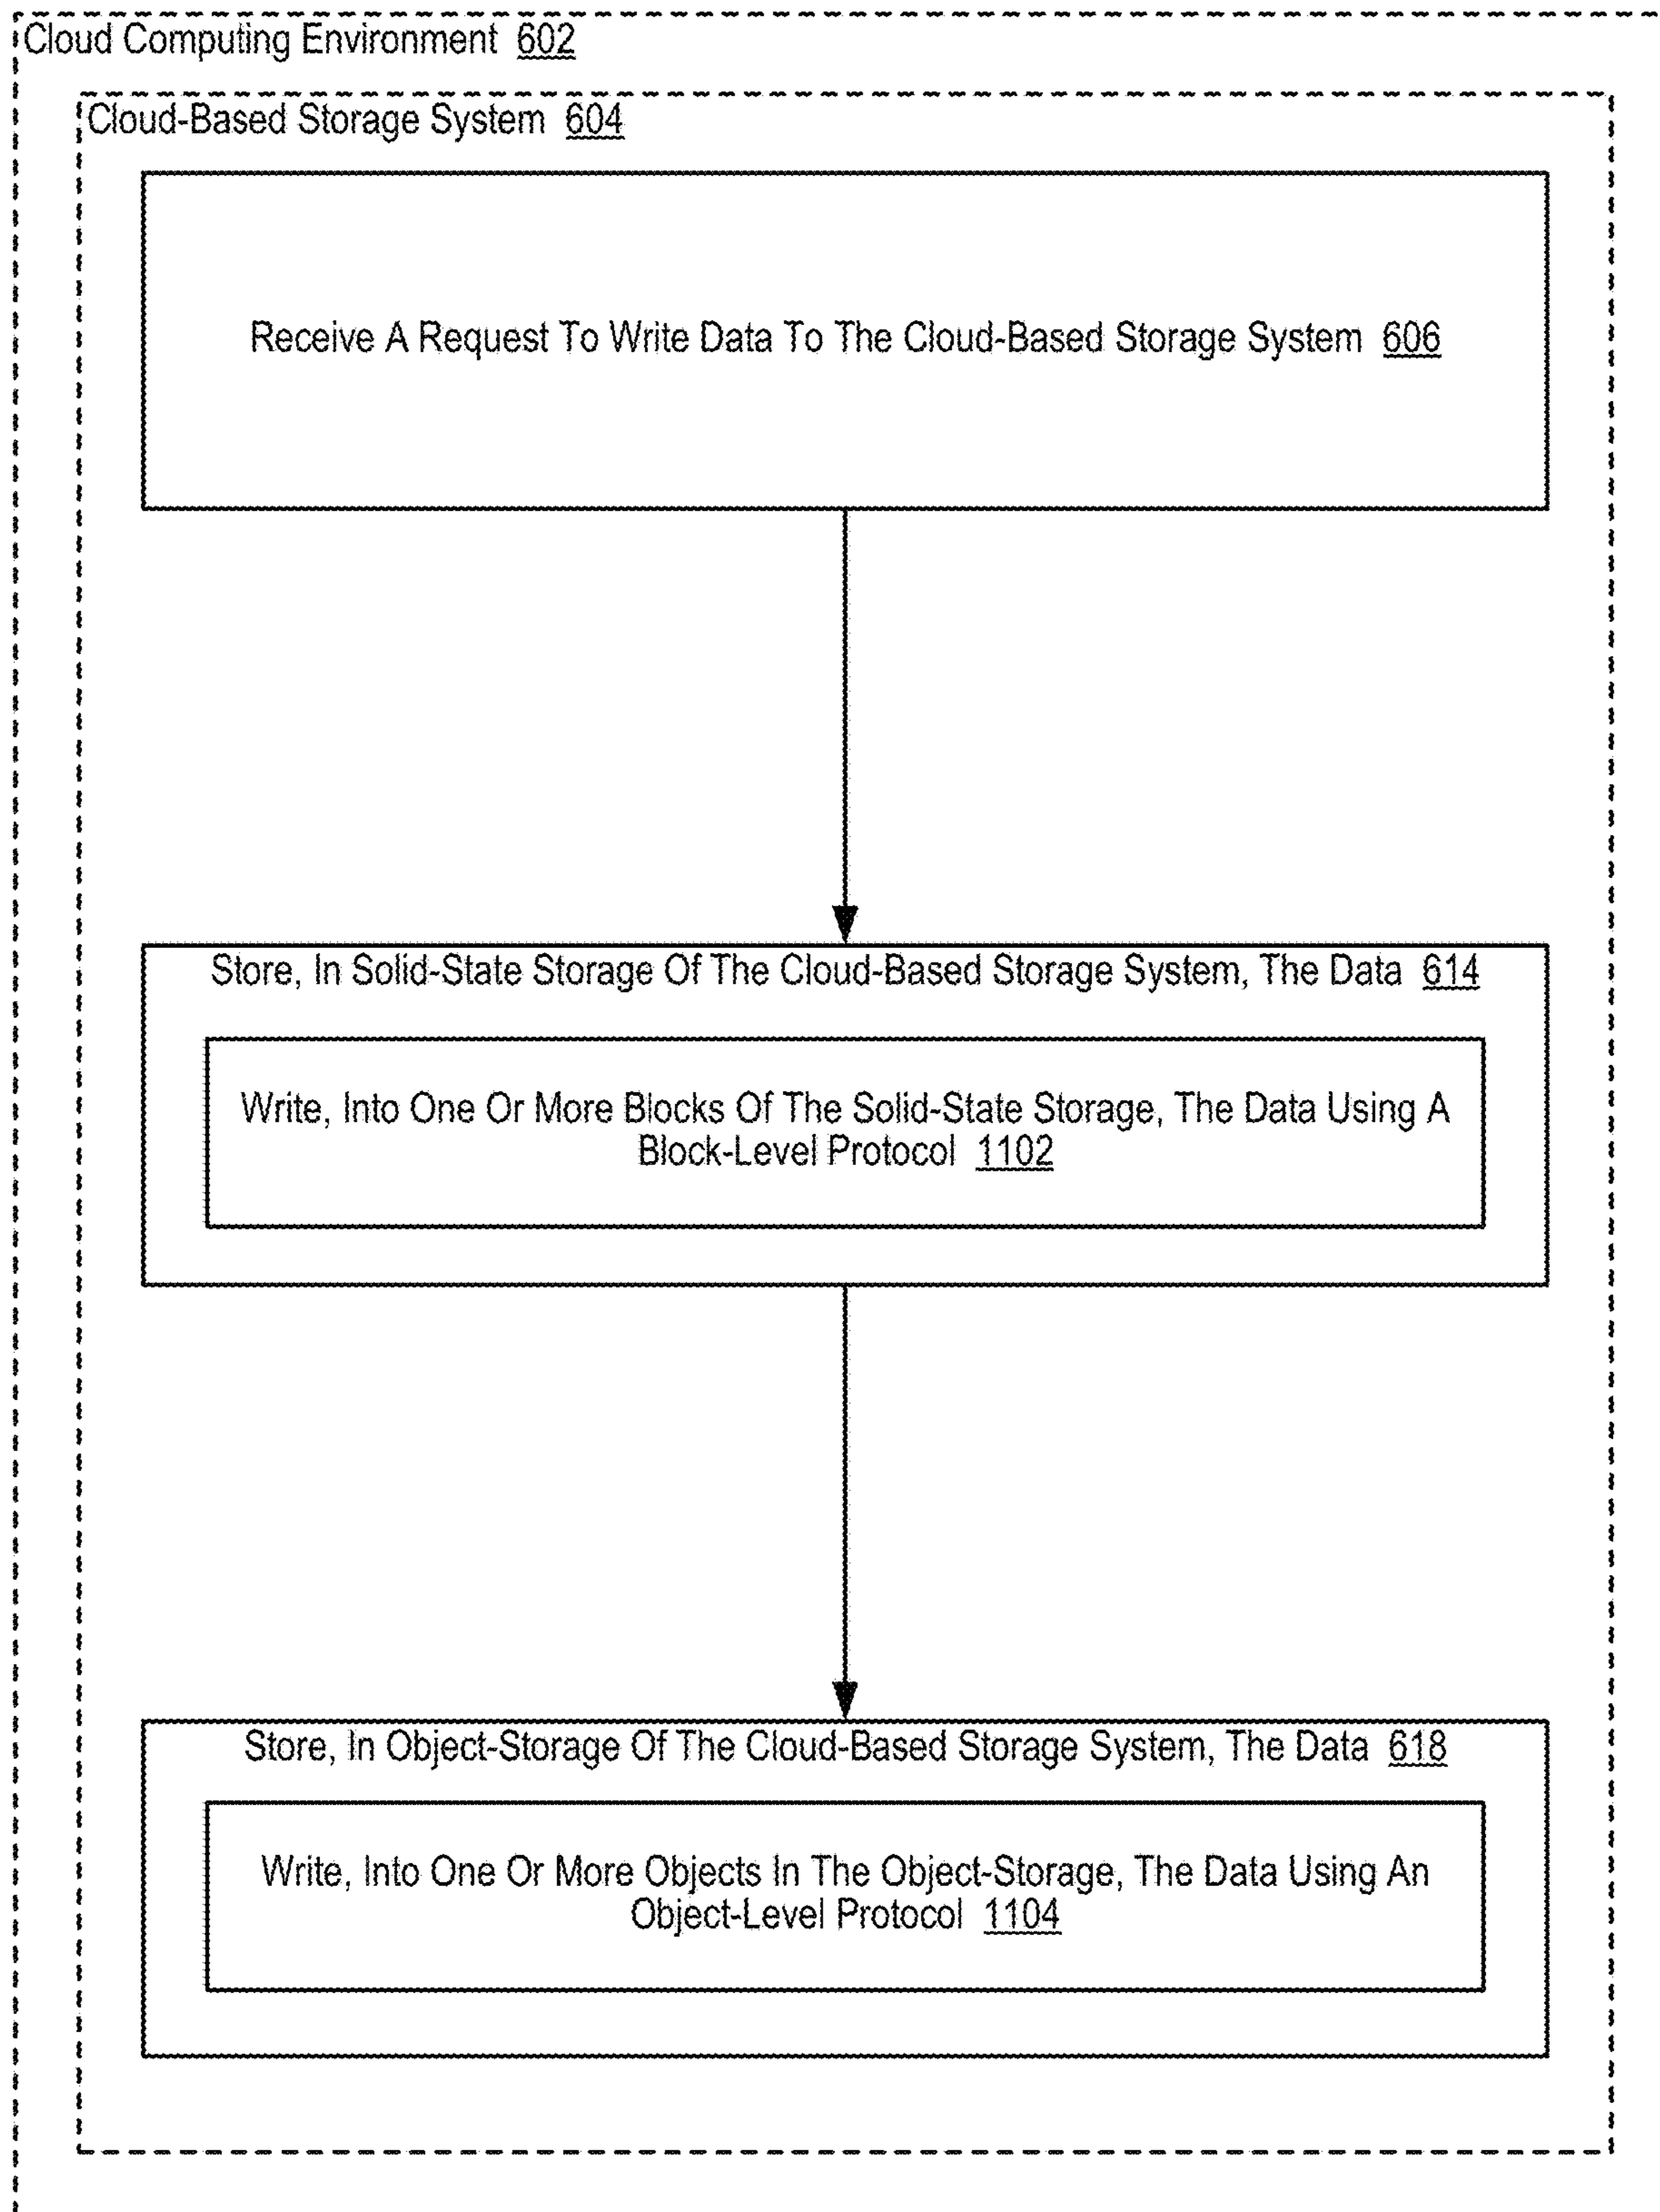 Cloud Computing Environment 602
Cloud-Based Storage System 604
Receive A Request To Write Data To The Cloud-Based Storage System 606
Store, In Solid-State Storage Of The Cloud-Based Storage System, The Data 614
Write, Into One Or More Blocks Of The Solid-State Storage, The Data Using A
Block-Level Protocol 1102
Store, In Object-Storage Of The Cloud-Based Storage System, The Data 618
Write, Into One Or More Objects In The Object-Storage, The Data Using An
Object-Level Protocol 1104